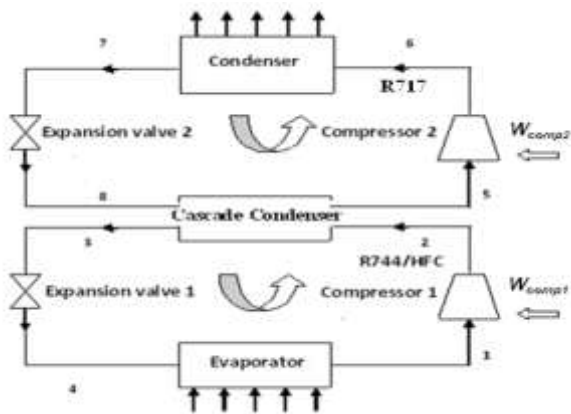 7
6
Condenser
R717
Expansion valve 2
Compressor 2
Wcomp2
8
5
Cascade Condenser
3
2
R744/HFC
Expansion valve 1
Compressor 1
Wcomp1
Evaporator
1
4